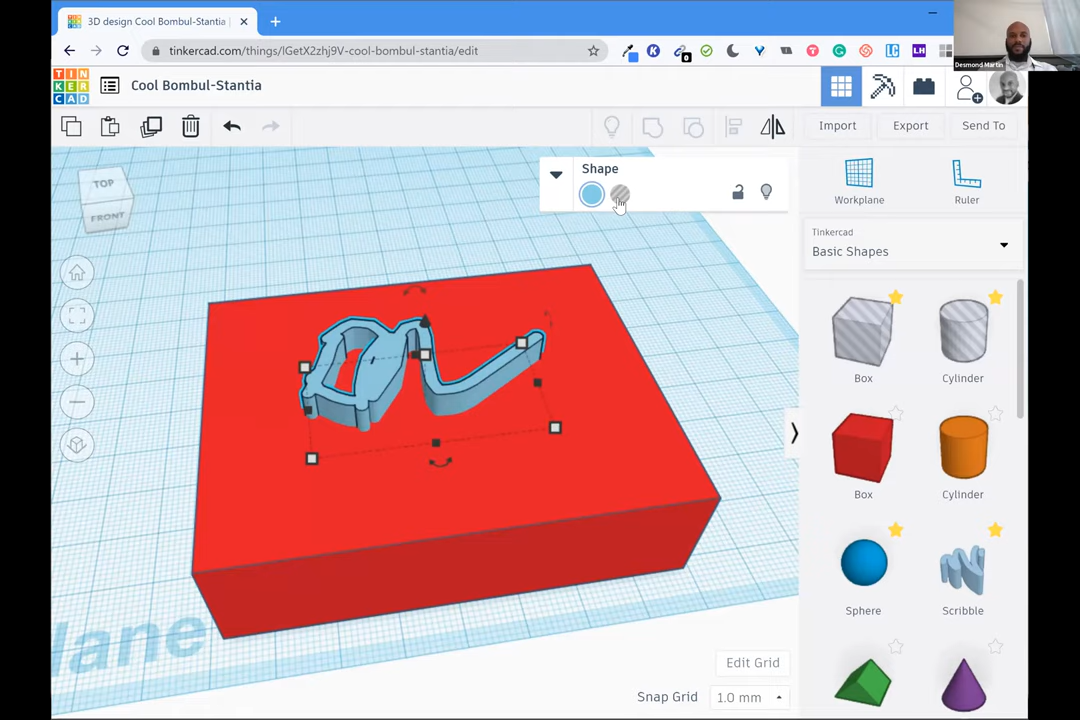 3D design Cool Bombul-Stantia |
tinkercad.com/things/lGetX2zhj9V-cool-bombul-stantia/edit
Desmond Martin
TIN
KER
CAD
Cool Bombul-Stantia
Import
Export
Send To
Shape
TOP
FRONT
Workplane
Ruler
Tinkercad
Basic Shapes
Box
Cylinder
Box
Cylinder
Sphere
Scribble
lane
Edit Grid
Snap Grid
1.0 mm